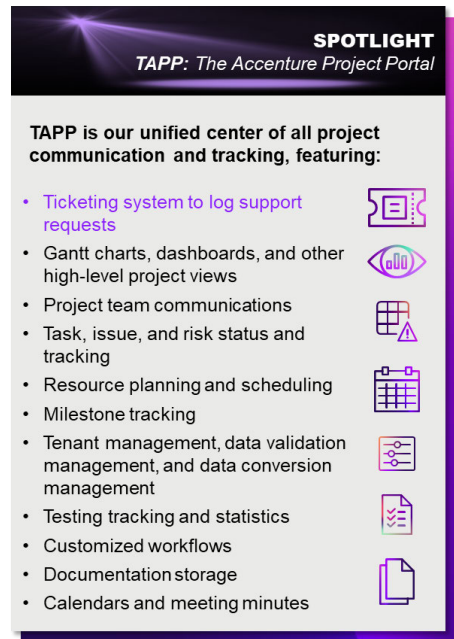 SPOTLIGHT
TAPP: The Accenture Project Portal
TAPP is our unified center of all project
communication and tracking, featuring:
• Ticketing system to log support
requests
• Gantt charts, dashboards, and other
high-level project views
• Project team communications
• Task, issue, and risk status and
tracking
• Resource planning and scheduling
• Milestone tracking
• Tenant management, data validation
management, and data conversion
management
• Testing tracking and statistics
• Customized workflows
• Documentation storage
• Calendars and meeting minutes